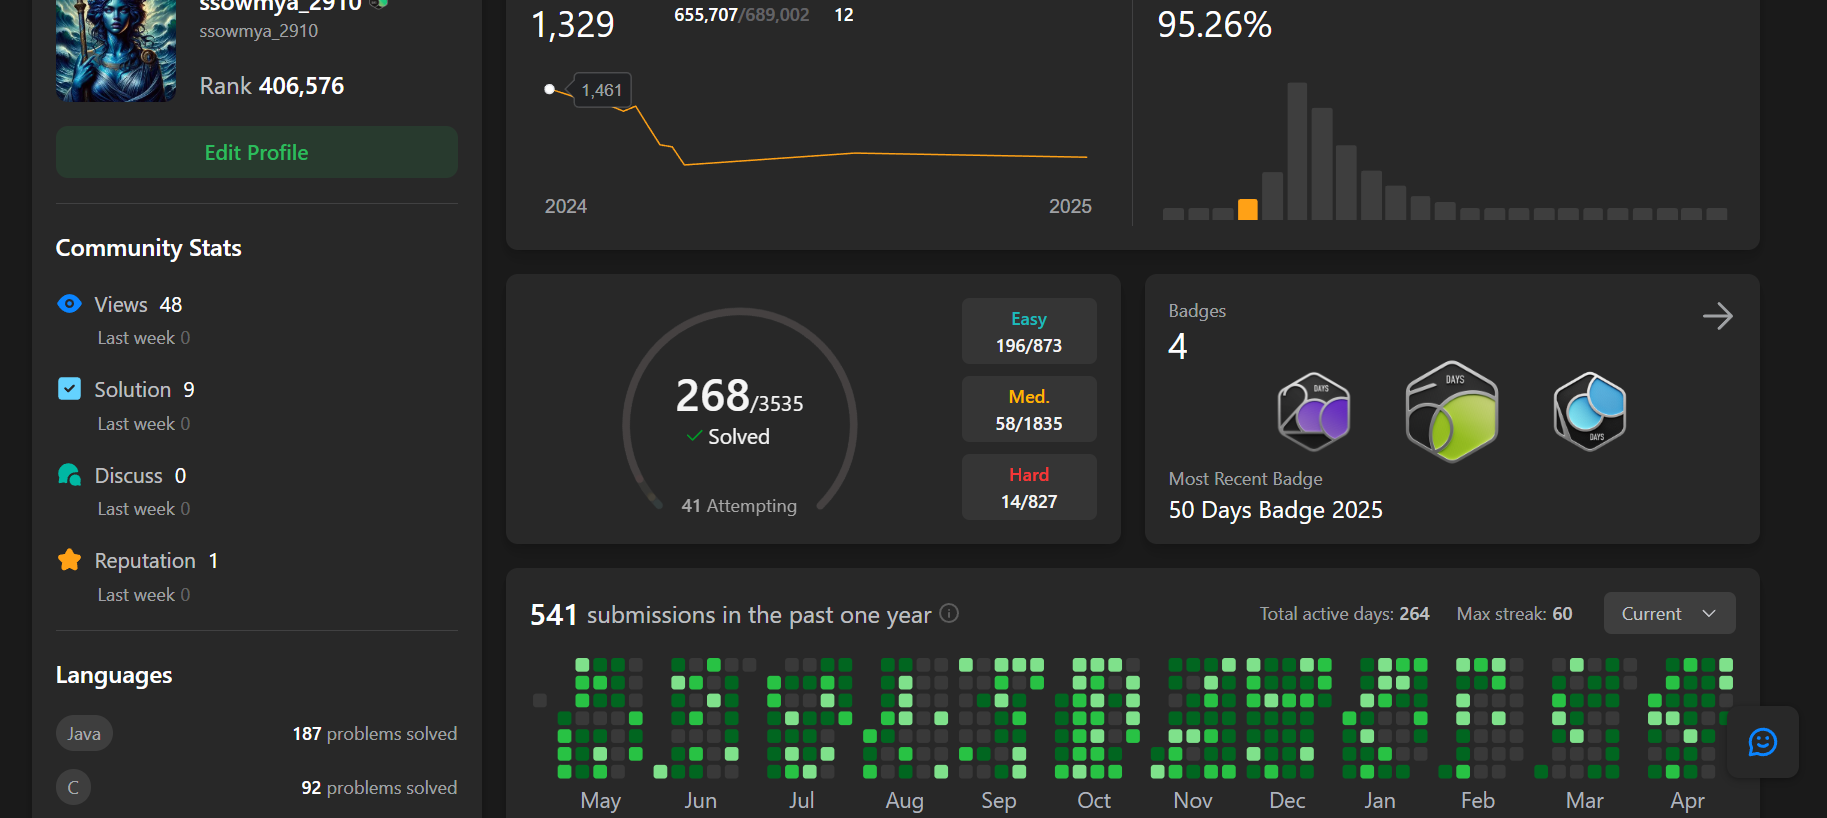 ssowmya_2910
ssowmya_2910
Rank 406,576
Edit Profile
Community Stats
Views 48
Last week 0
Solution 9
Last week 0
Discuss 0
Last week 0
Reputation 1
Last week 0
Languages
Java 187 problems solved
C 92 problems solved
1,329 655,707/689,002 12
1,461
2024 2025
95.26%
268/3535
Solved
41 Attempting
Easy
196/873
Med.
58/1835
Hard
14/827
Badges
4
DAYS
DAYS
DAYS
Most Recent Badge
50 Days Badge 2025
541 submissions in the past one year
Total active days: 264 Max streak: 60 Current
May Jun Jul Aug Sep Oct Nov Dec Jan Feb Mar Apr